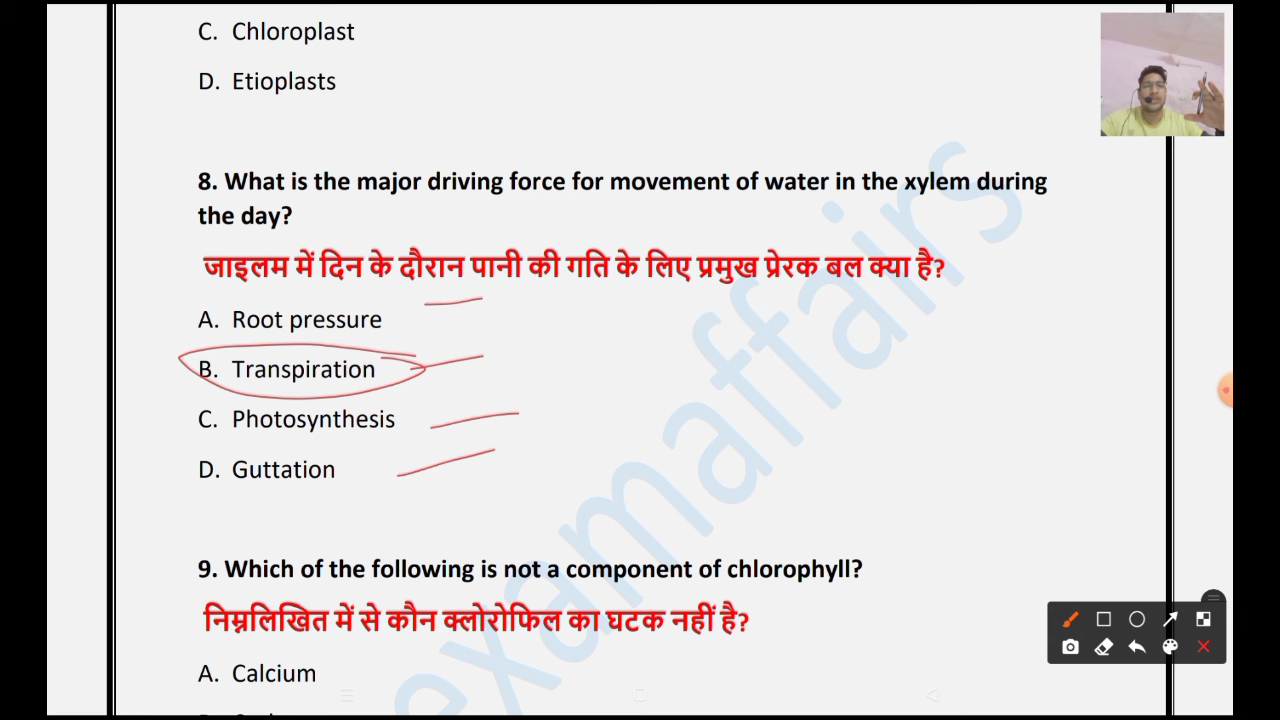 C. Chloroplast
D. Etioplasts
8. What is the major driving force for movement of water in the xylem during
the day?
जाइलम में दिन के दौरान पानी की गति के लिए प्रमुख प्रेरक बल क्या है?
A. Root pressure
B. Transpiration
C. Photosynthesis
D. Guttation
9. Which of the following is not a component of chlorophyll?
निम्नलिखित में से कौन क्लोरोफिल का घटक नहीं है?
A. Calcium
examaffairs